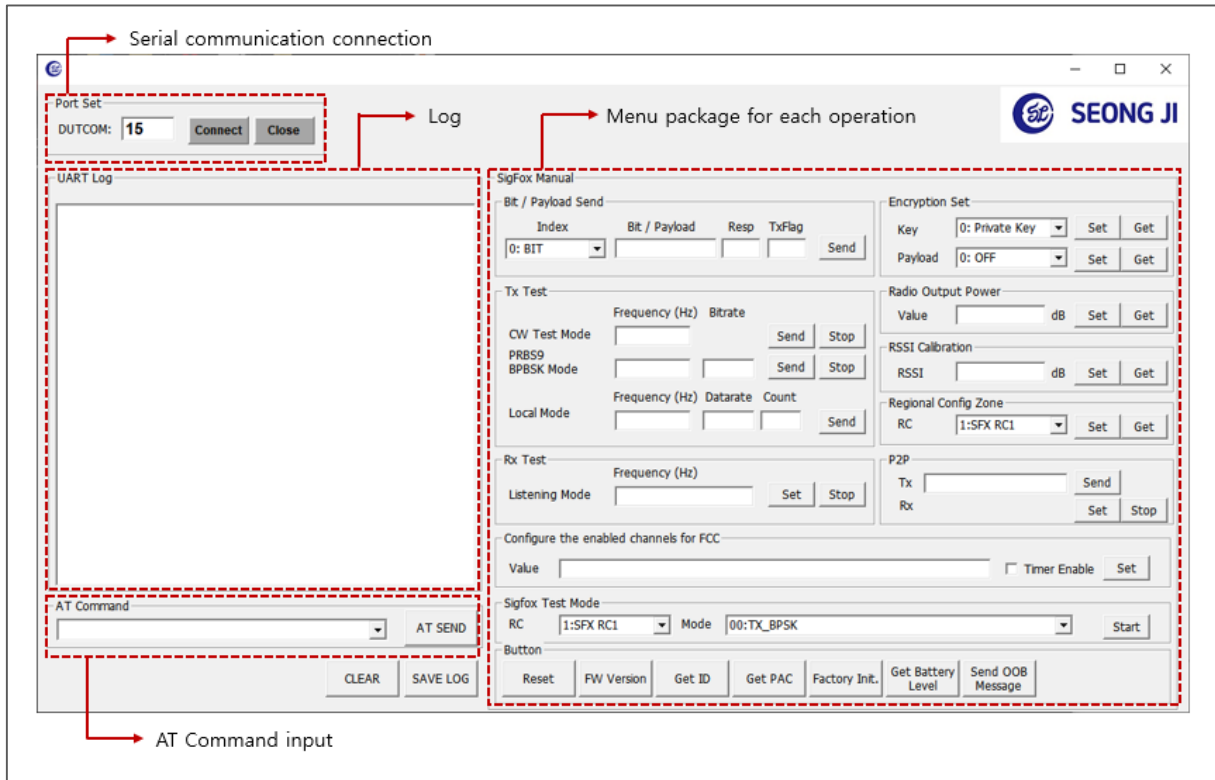 Serial communication connection
Port Set
DUTCOM: 15 Connect Close
Log
Menu package for each operation
SEONG JI
UART Log
SigFox Manual
Bit / Payload Send
Index Bit / Payload Resp TxFlag
0: BIT Send
Encryption Set
Key 0: Private Key Set Get
Payload 0: OFF Set Get
Tx Test
Frequency (Hz) Bitrate
CW Test Mode Send Stop
PRBS9
BPBSK Mode Send Stop
Frequency (Hz) Datarate Count
Local Mode Send
Radio Output Power
Value dB Set Get
RSSI Calibration
RSSI dB Set Get
Regional Config Zone
RC 1:SFX RC1 Set Get
Rx Test
Frequency (Hz)
Listening Mode Set Stop
P2P
Tx Send
Rx Set Stop
Configure the enabled channels for FCC
Value Timer Enable Set
AT Command
AT SEND
Sigfox Test Mode
RC 1:SFX RC1 Mode 00:TX_BPSK Start
Button
CLEAR SAVE LOG
Reset FW Version Get ID Get PAC Factory Init. Get Battery Level Send OOB Message
AT Command input